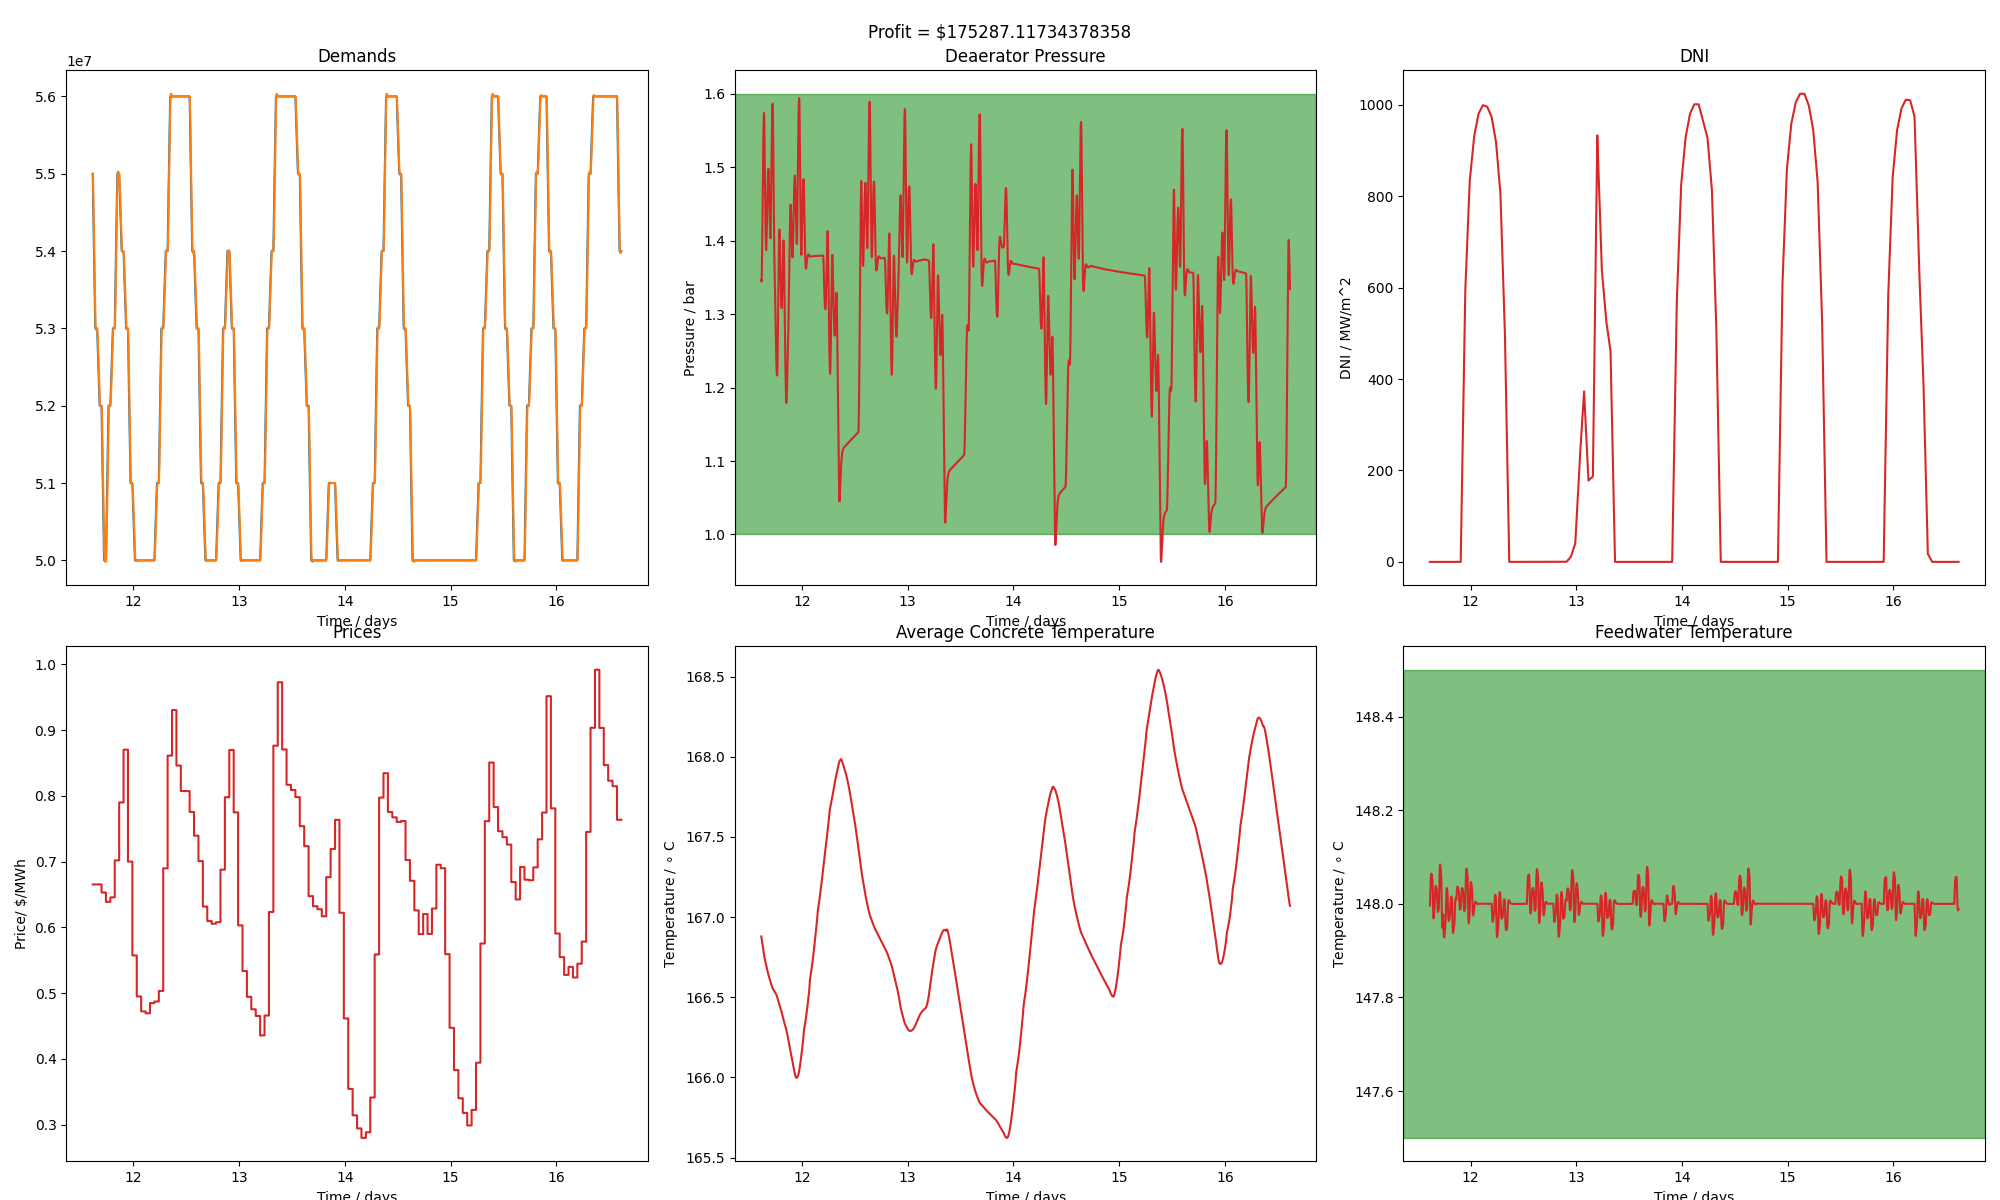 Profit = $175287.11734378358
Demands
1e7
5.6
5.5
5.4
5.3
5.2
5.1
5.0
12 13 14 15 16
Time / days
Deaerator Pressure
Pressure / bar
1.6
1.5
1.4
1.3
1.2
1.1
1.0
12 13 14 15 16
Time / days
DNI
DNI / MW/m^2
1000
800
600
400
200
0
12 13 14 15 16
Time / days
Prices
Price/ $/MWh
1.0
0.9
0.8
0.7
0.6
0.5
0.4
0.3
12 13 14 15 16
Time / days
Average Concrete Temperature
Temperature / ∘ C
168.5
168.0
167.5
167.0
166.5
166.0
165.5
12 13 14 15 16
Time / days
Feedwater Temperature
Temperature / ∘ C
148.4
148.2
148.0
147.8
147.6
12 13 14 15 16
Time / days